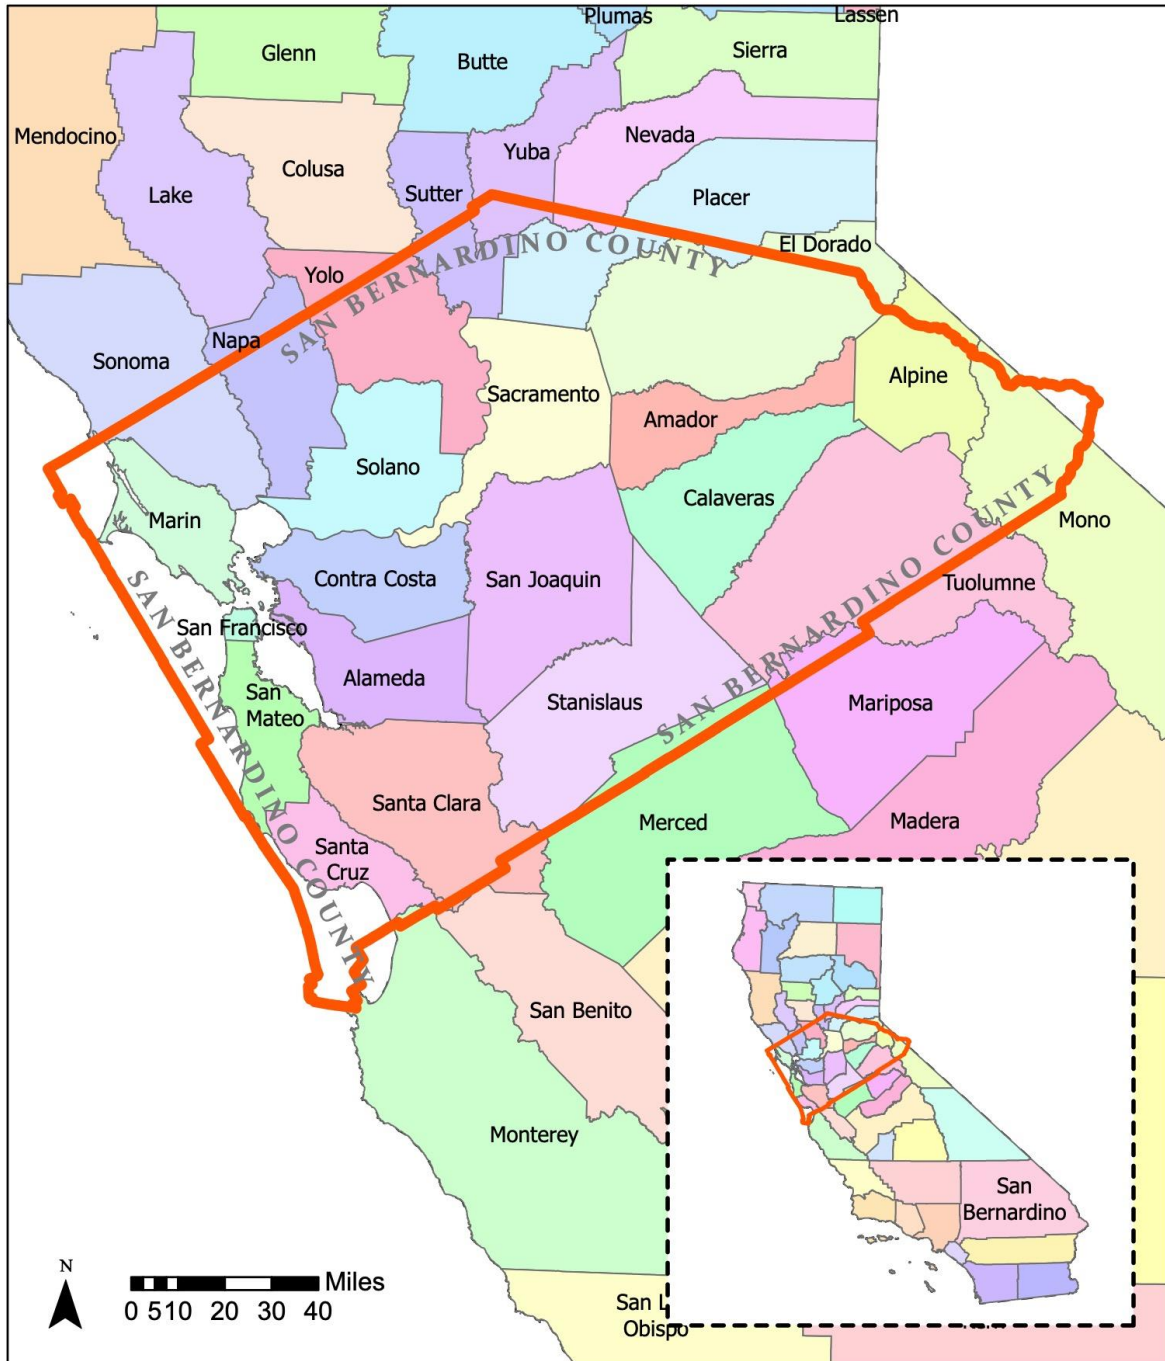 Plumas
Lassen
Glenn
Butte
Sierra
Mendocino
Colusa
Yuba
Nevada
Lake
Sutter
Placer
El Dorado
Yolo
SAN BERNARDINO COUNTY
Napa
Sonoma
Sacramento
Alpine
Amador
Solano
Calaveras
Marin
Mono
SAN BERNARDINO COUNTY
Contra Costa
San Joaquin
Tuolumne
San Francisco
SAN BERNARDINO COUNTY
Alameda
San
Mateo
Stanislaus
Mariposa
Santa Clara
Merced
Madera
Santa
Cruz
San Benito
Monterey
San
Bernardino
N
Miles
0 5 10 20 30 40
San L
Obispo